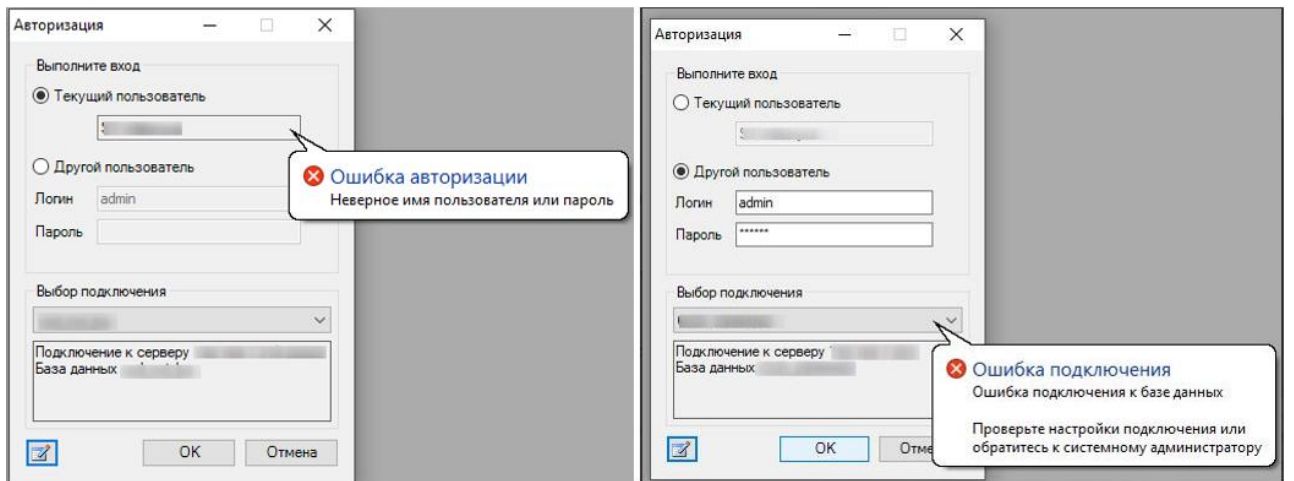 Авторизация
Выполните вход
Текущий пользователь
Другой пользователь
Логин admin
Пароль
Ошибка авторизации
Неверное имя пользователя или пароль
Выбор подключения
Подключение к серверу
База данных
OK Отмена
Авторизация
Выполните вход
Текущий пользователь
Другой пользователь
Логин admin
Пароль ******
Выбор подключения
Подключение к серверу
База данных
Ошибка подключения
Ошибка подключения к базе данных
Проверьте настройки подключения или
обратитесь к системному администратору
OK Отме